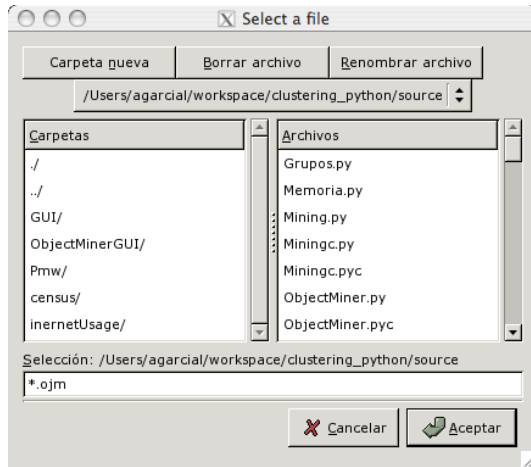 Select a file
Carpeta nueva
Borrar archivo
Renombrar archivo
/Users/agarcial/workspace/clustering_python/source
Carpetas
./
../
GUI/
ObjectMinerGUI/
Pmw/
census/
inernetUsage/
Archivos
Grupos.py
Memoria.py
Mining.py
Miningc.py
Miningc.pyc
ObjectMiner.py
ObjectMiner.pyc
Selección: /Users/agarcial/workspace/clustering_python/source
*.ojm
Cancelar
Aceptar